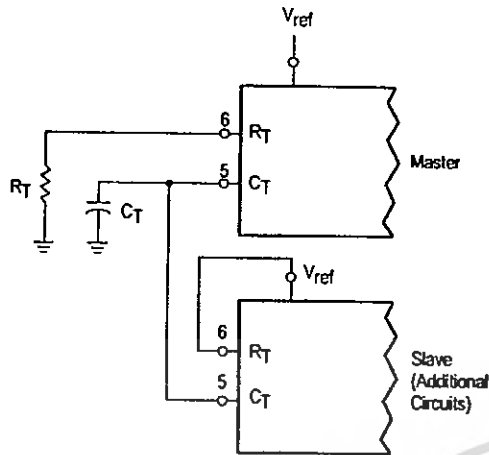 Vref
6
RT
5
CT
Master
RT
CT
Vref
6
RT
5
CT
Slave
(Additional
Circuits)